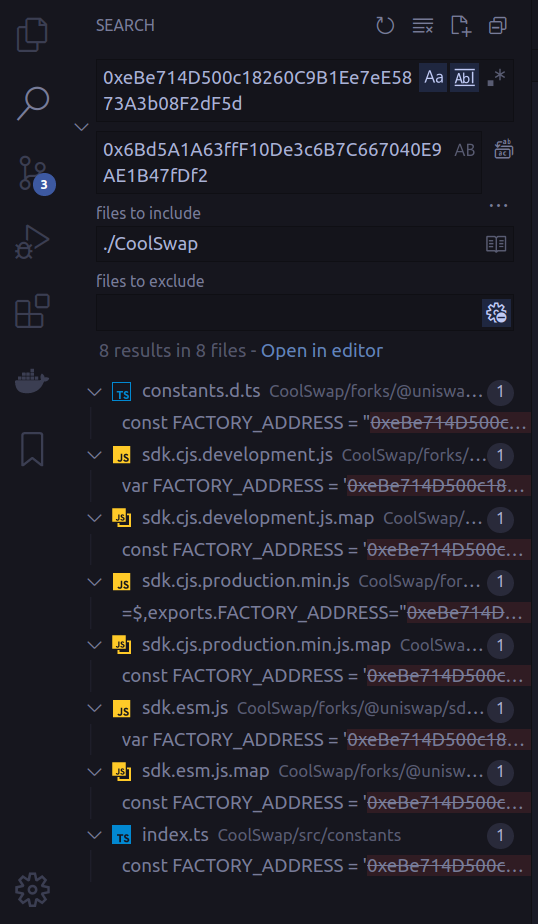 SEARCH
0xeBe714D500c18260C9B1Ee7eE58
73A3b08F2dF5d
Aa
Abl
.*
0x6Bd5A1A63ffF10De3c6B7C667040E9
AE1B47fDf2
AB
3
...
files to include
./CoolSwap
files to exclude
8 results in 8 files - Open in editor
TS constants.d.ts CoolSwap/forks/@uniswa... 1
const FACTORY_ADDRESS = "0xeBe714D500c...
JS sdk.cjs.development.js CoolSwap/forks/... 1
var FACTORY_ADDRESS = '0xeBe714D500c18...
JS sdk.cjs.development.js.map CoolSwap/... 1
const FACTORY_ADDRESS = '0xeBe714D500c...
JS sdk.cjs.production.min.js CoolSwap/for... 1
=$,exports.FACTORY_ADDRESS="0xeBe714D...
JS sdk.cjs.production.min.js.map CoolSwa... 1
const FACTORY_ADDRESS = '0xeBe714D500c...
JS sdk.esm.js CoolSwap/forks/@uniswap/sd... 1
var FACTORY_ADDRESS = '0xeBe714D500c18...
JS sdk.esm.js.map CoolSwap/forks/@unisw... 1
const FACTORY_ADDRESS = '0xeBe714D500c...
TS index.ts CoolSwap/src/constants 1
const FACTORY_ADDRESS = '0xeBe714D500c...